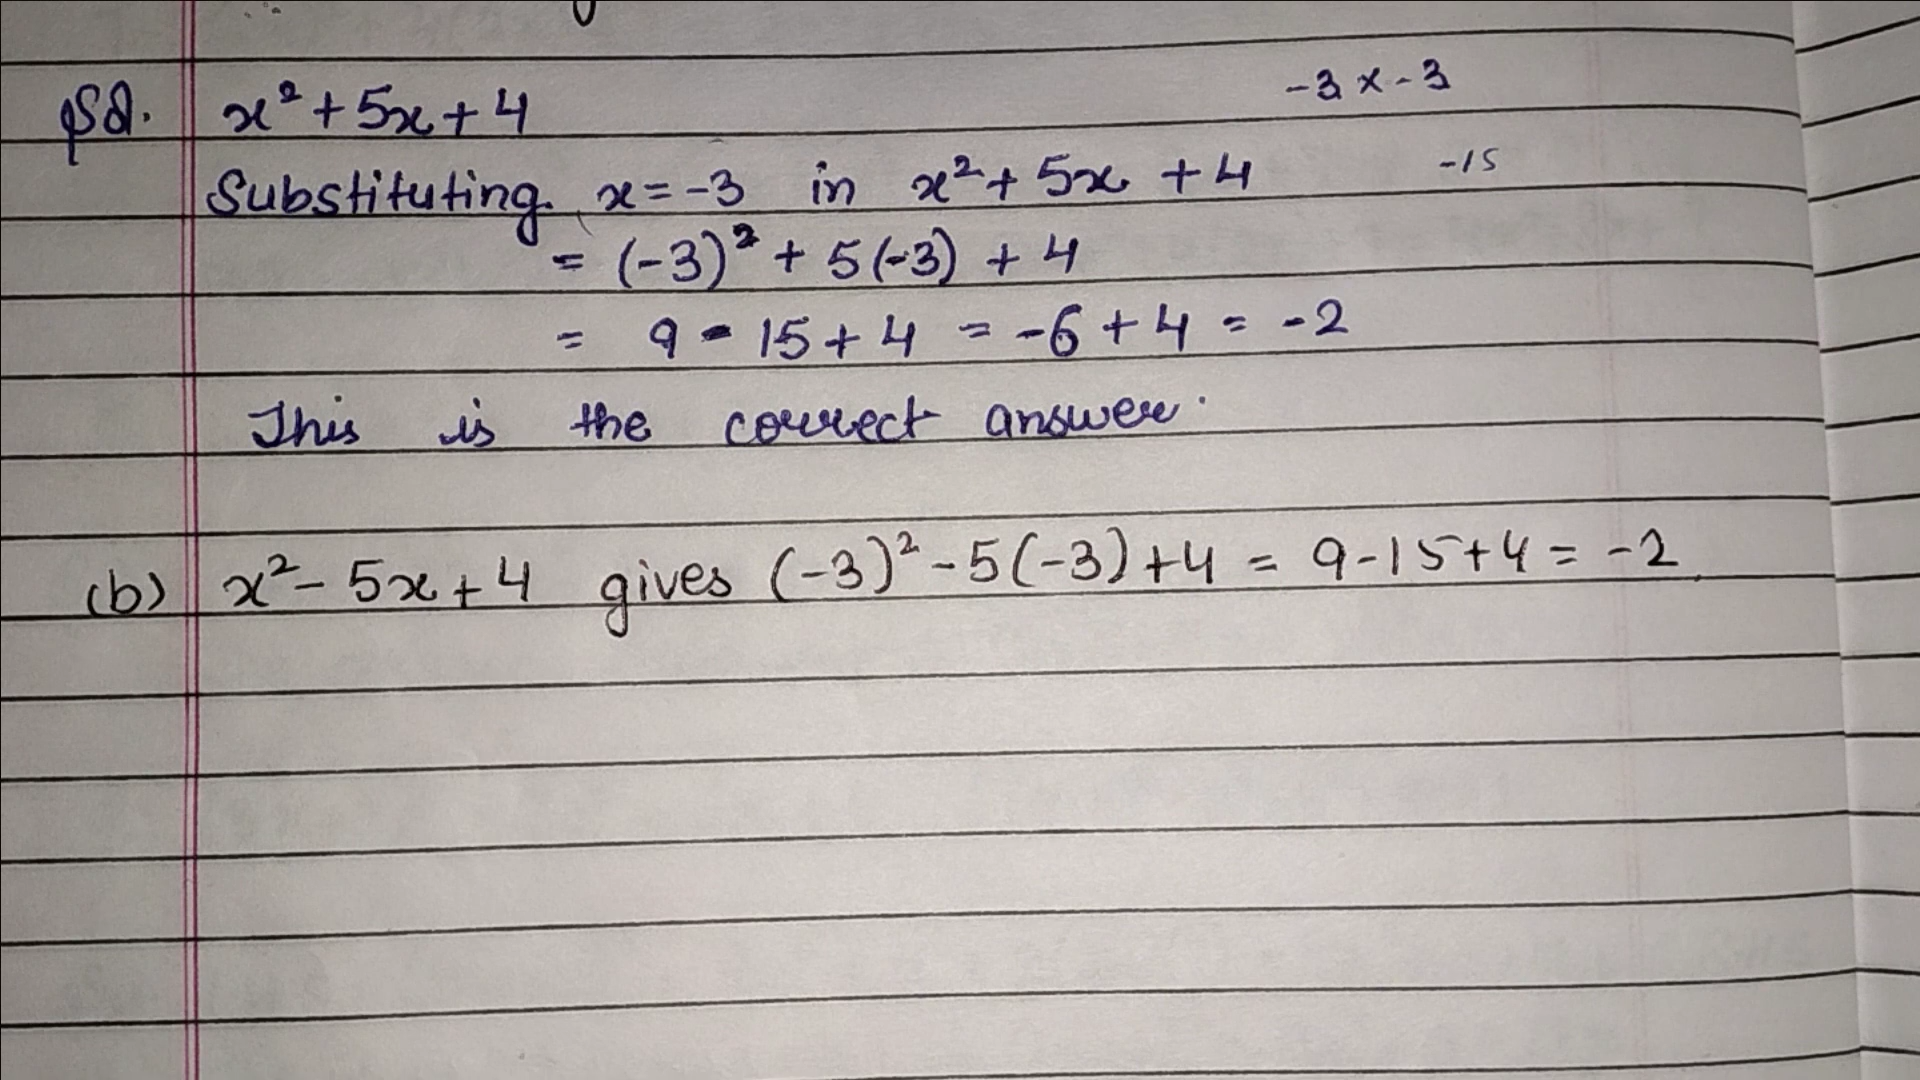 Sol. x² + 5x + 4
-3 x -3
Substituting x = -3 in x² + 5x + 4
-15
= (-3)² + 5(-3) + 4
= 9 - 15 + 4 = -6 + 4 = -2
This is the correct answer.
(b) x² - 5x + 4 gives (-3)² - 5(-3) + 4 = 9 - 15 + 4 = -2